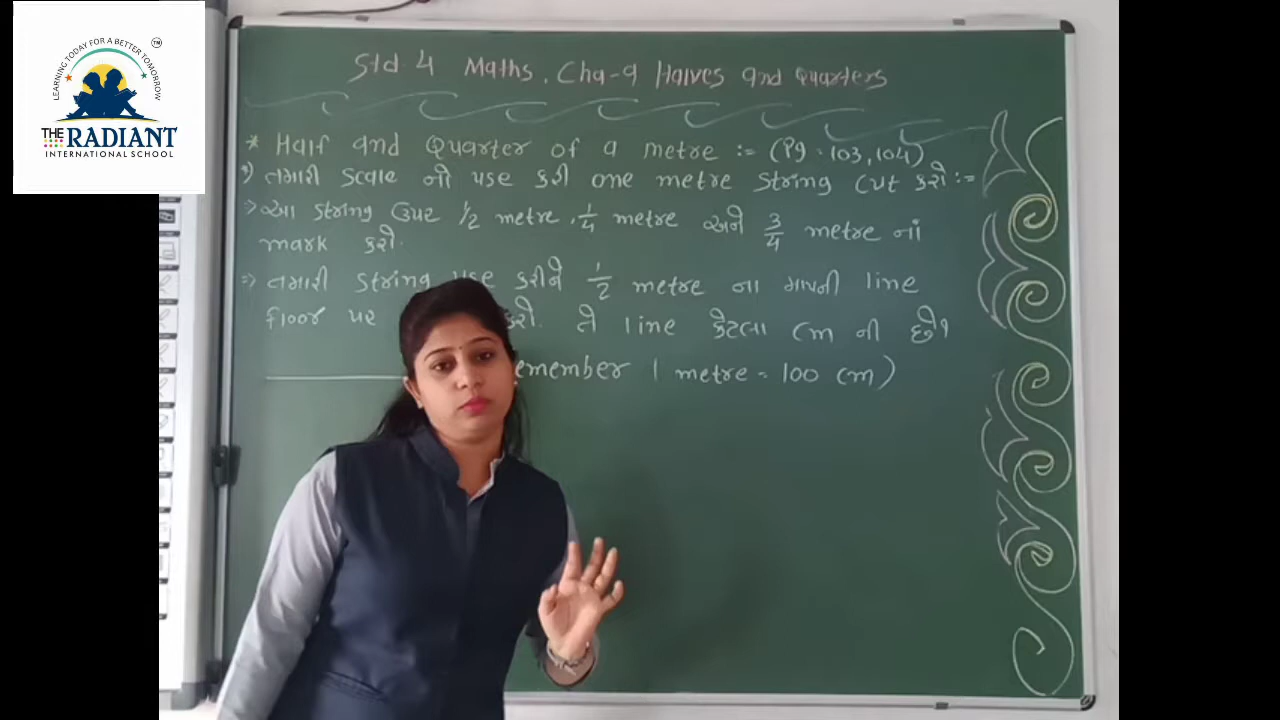 LEARNING TODAY FOR A BETTER TOMORROW
TM
THE RADIANT
INTERNATIONAL SCHOOL
Std 4 Maths. Cha-9 Halves and Quarters
* Half and Quarter of a metre :- (Pg - 103, 104)
૧) તમારી Scale ની મદદ કરી one metre string cut કરો :-
→ આ string ઉપર 1/2 metre, 1/4 metre અને 3/4 metre નાં
mark કરો.
→ તમારી string કરીને 1/2 metre ના માપની line
floor પર કરો. તે line કેટલા cm ની છે?
emember 1 metre = 100 cm)